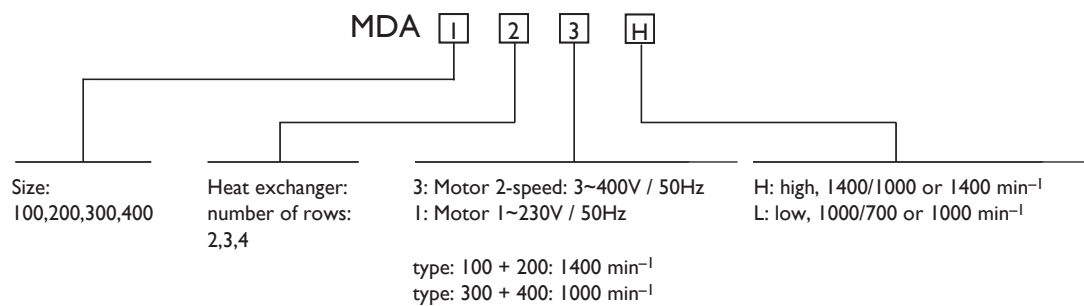 MDA 1 2 3 H
Size:
100,200,300,400
Heat exchanger:
number of rows:
2,3,4
3: Motor 2-speed: 3~400V / 50Hz
1: Motor 1~230V / 50Hz
type: 100 + 200: 1400 min⁻¹
type: 300 + 400: 1000 min⁻¹
H: high, 1400/1000 or 1400 min⁻¹
L: low, 1000/700 or 1000 min⁻¹